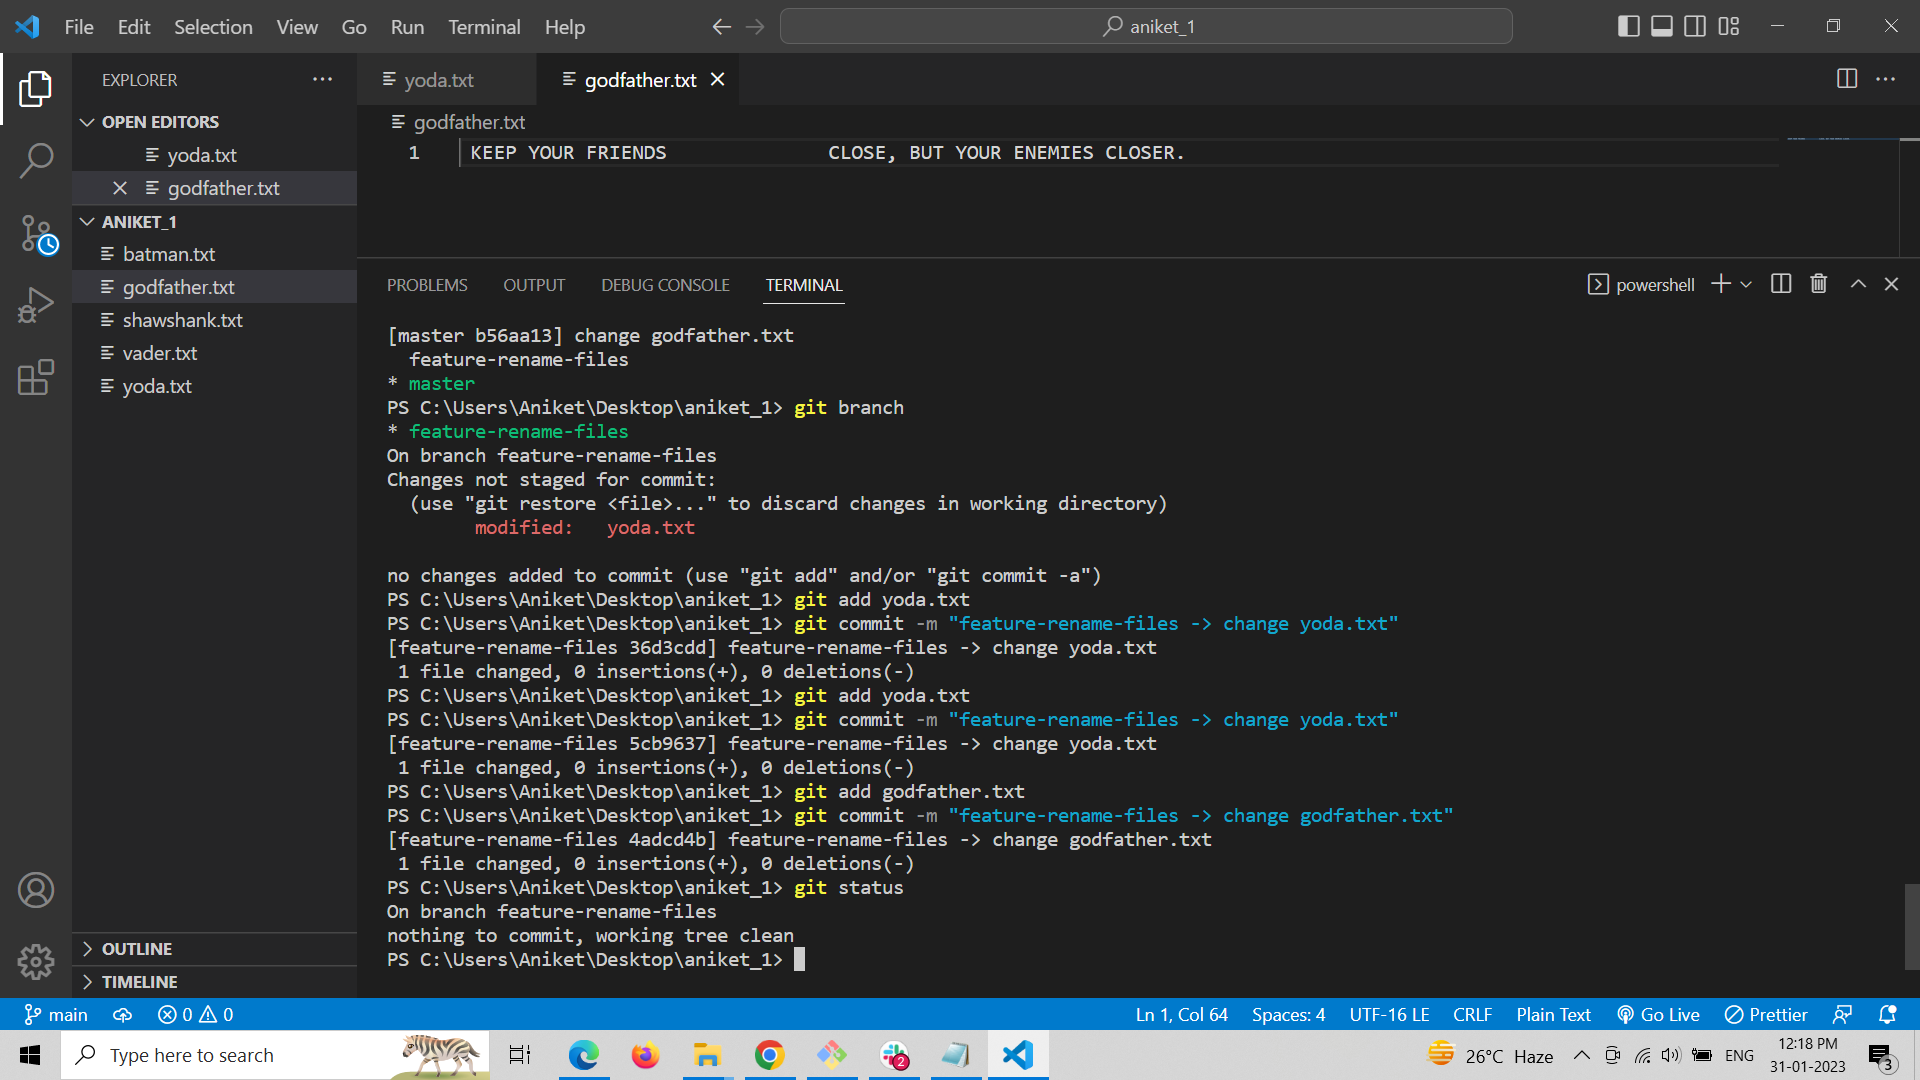 File Edit Selection View Go Run Terminal Help
aniket_1
EXPLORER
OPEN EDITORS
yoda.txt
godfather.txt
ANIKET_1
batman.txt
godfather.txt
shawshank.txt
vader.txt
yoda.txt
OUTLINE
TIMELINE
yoda.txt
godfather.txt
godfather.txt
1 KEEP YOUR FRIENDS CLOSE, BUT YOUR ENEMIES CLOSER.
PROBLEMS OUTPUT DEBUG CONSOLE TERMINAL
powershell
[master b56aa13] change godfather.txt
feature-rename-files
* master
PS C:\Users\Aniket\Desktop\aniket_1> git branch
* feature-rename-files
On branch feature-rename-files
Changes not staged for commit:
(use "git restore <file>..." to discard changes in working directory)
modified: yoda.txt
no changes added to commit (use "git add" and/or "git commit -a")
PS C:\Users\Aniket\Desktop\aniket_1> git add yoda.txt
PS C:\Users\Aniket\Desktop\aniket_1> git commit -m "feature-rename-files -> change yoda.txt"
[feature-rename-files 36d3cdd] feature-rename-files -> change yoda.txt
1 file changed, 0 insertions(+), 0 deletions(-)
PS C:\Users\Aniket\Desktop\aniket_1> git add yoda.txt
PS C:\Users\Aniket\Desktop\aniket_1> git commit -m "feature-rename-files -> change yoda.txt"
[feature-rename-files 5cb9637] feature-rename-files -> change yoda.txt
1 file changed, 0 insertions(+), 0 deletions(-)
PS C:\Users\Aniket\Desktop\aniket_1> git add godfather.txt
PS C:\Users\Aniket\Desktop\aniket_1> git commit -m "feature-rename-files -> change godfather.txt"
[feature-rename-files 4adcd4b] feature-rename-files -> change godfather.txt
1 file changed, 0 insertions(+), 0 deletions(-)
PS C:\Users\Aniket\Desktop\aniket_1> git status
On branch feature-rename-files
nothing to commit, working tree clean
PS C:\Users\Aniket\Desktop\aniket_1>
main 0 0 Ln 1, Col 64 Spaces: 4 UTF-16 LE CRLF Plain Text Go Live Prettier
Type here to search
2
26°C Haze ENG
12:18 PM
31-01-2023
3